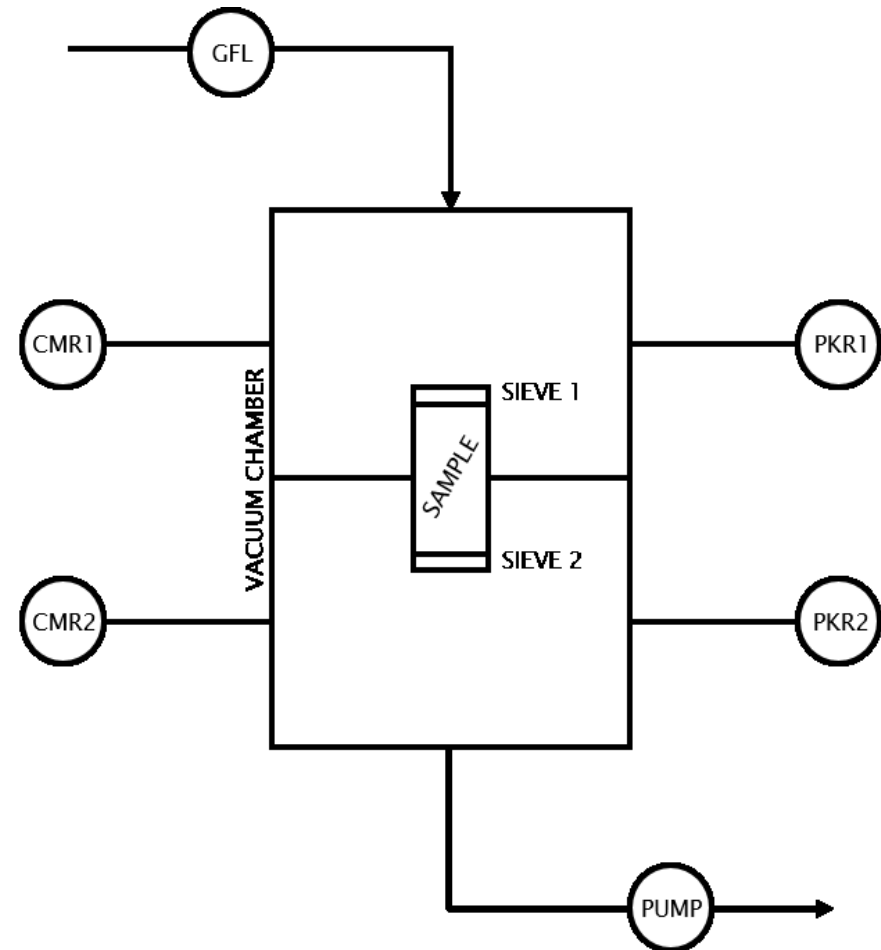 GFL
CMR1
PKR1
VACUUM CHAMBER
SIEVE 1
SAMPLE
SIEVE 2
CMR2
PKR2
PUMP